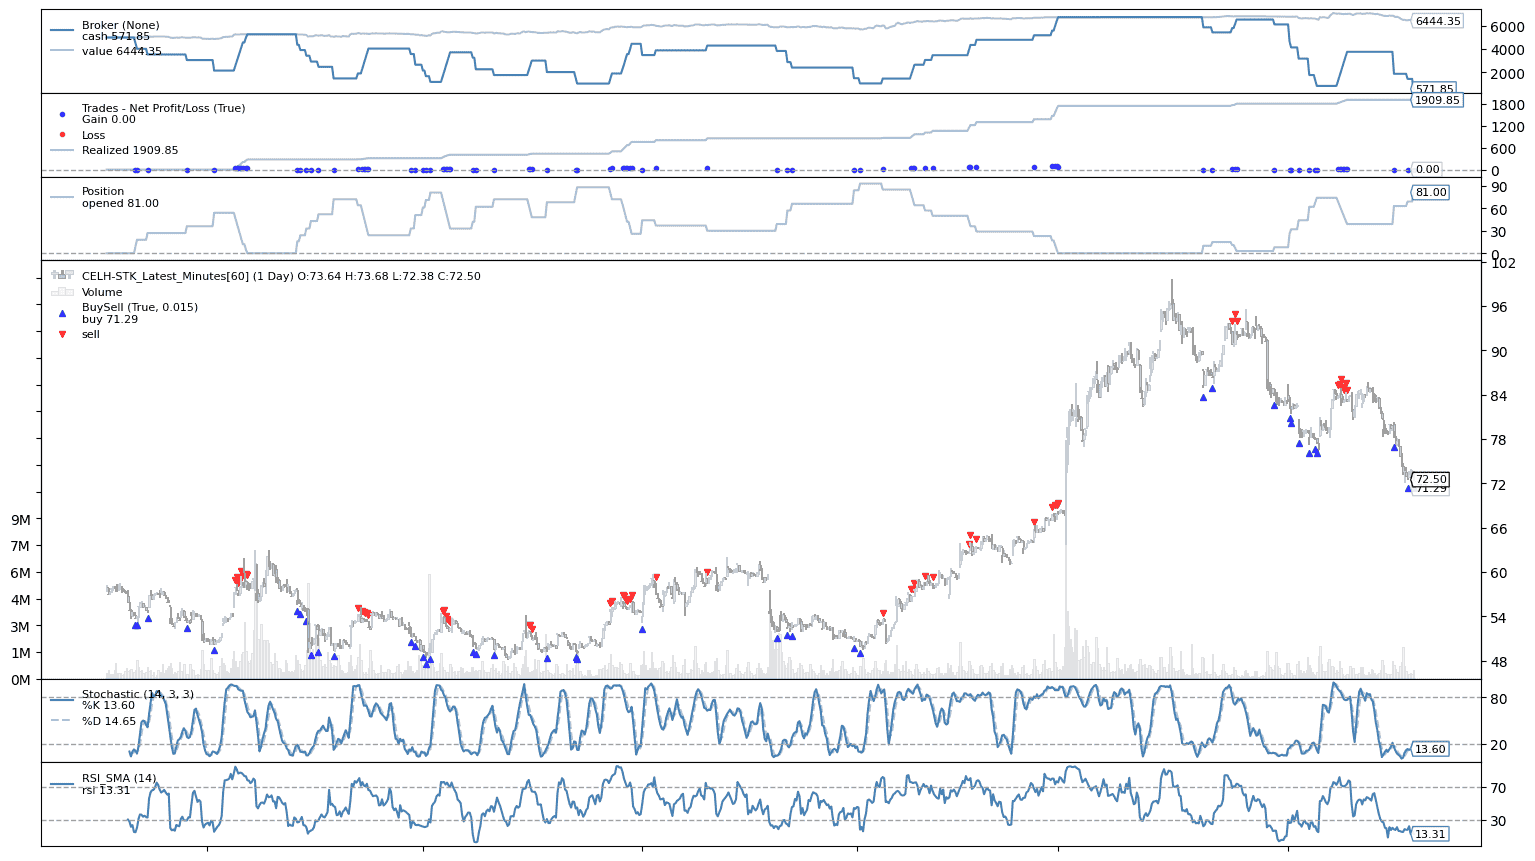 Broker (None)
cash 571.85
value 6444.35
6444.35
571.85
6000
4000
2000
Trades - Net Profit/Loss (True)
Gain 0.00
Loss
Realized 1909.85
1909.85
0.00
1800
1200
600
0
Position
opened 81.00
81.00
90
60
30
0
CELH-STK_Latest_Minutes[60] (1 Day) O:73.64 H:73.68 L:72.38 C:72.50
Volume
BuySell (True, 0.015)
buy 71.29
sell
102
96
90
84
78
72
66
60
54
48
72.50
71.29
9M
7M
6M
4M
3M
1M
0M
Stochastic (14, 3, 3)
%K 13.60
%D 14.65
80
20
13.60
RSI_SMA (14)
rsi 13.31
70
30
13.31